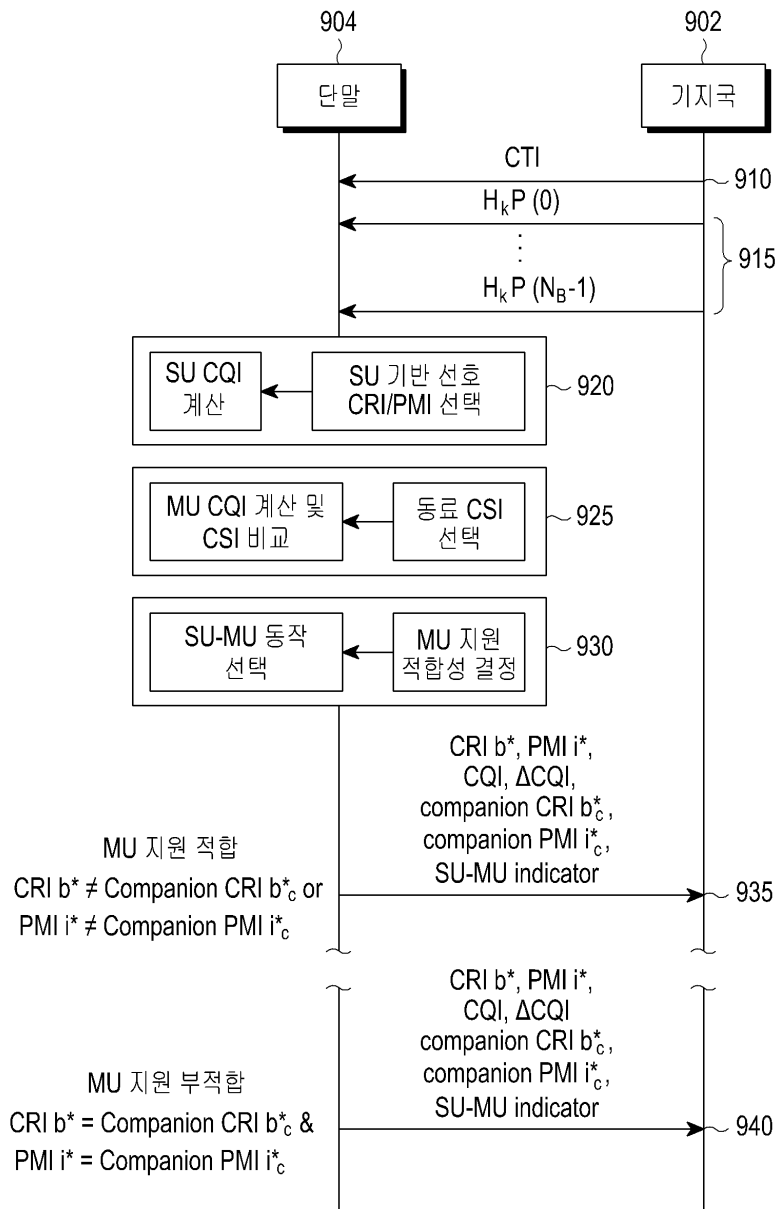 904
902
단말
기지국
CTI
910
HₖP (0)
⋮
915
HₖP (N_B-1)
SU CQI
계산
SU 기반 선호
CRI/PMI 선택
920
MU CQI 계산 및
CSI 비교
동료 CSI
선택
925
SU-MU 동작
선택
MU 지원
적합성 결정
930
CRI b*, PMI i*,
CQI, ΔCQI,
companion CRI b*_c,
companion PMI i*_c,
SU-MU indicator
MU 지원 적합
CRI b* ≠ Companion CRI b*_c or
PMI i* ≠ Companion PMI i*_c
935
CRI b*, PMI i*,
CQI, ΔCQI
companion CRI b*_c,
companion PMI i*_c,
SU-MU indicator
MU 지원 부적합
CRI b* = Companion CRI b*_c &
PMI i* = Companion PMI i*_c
940